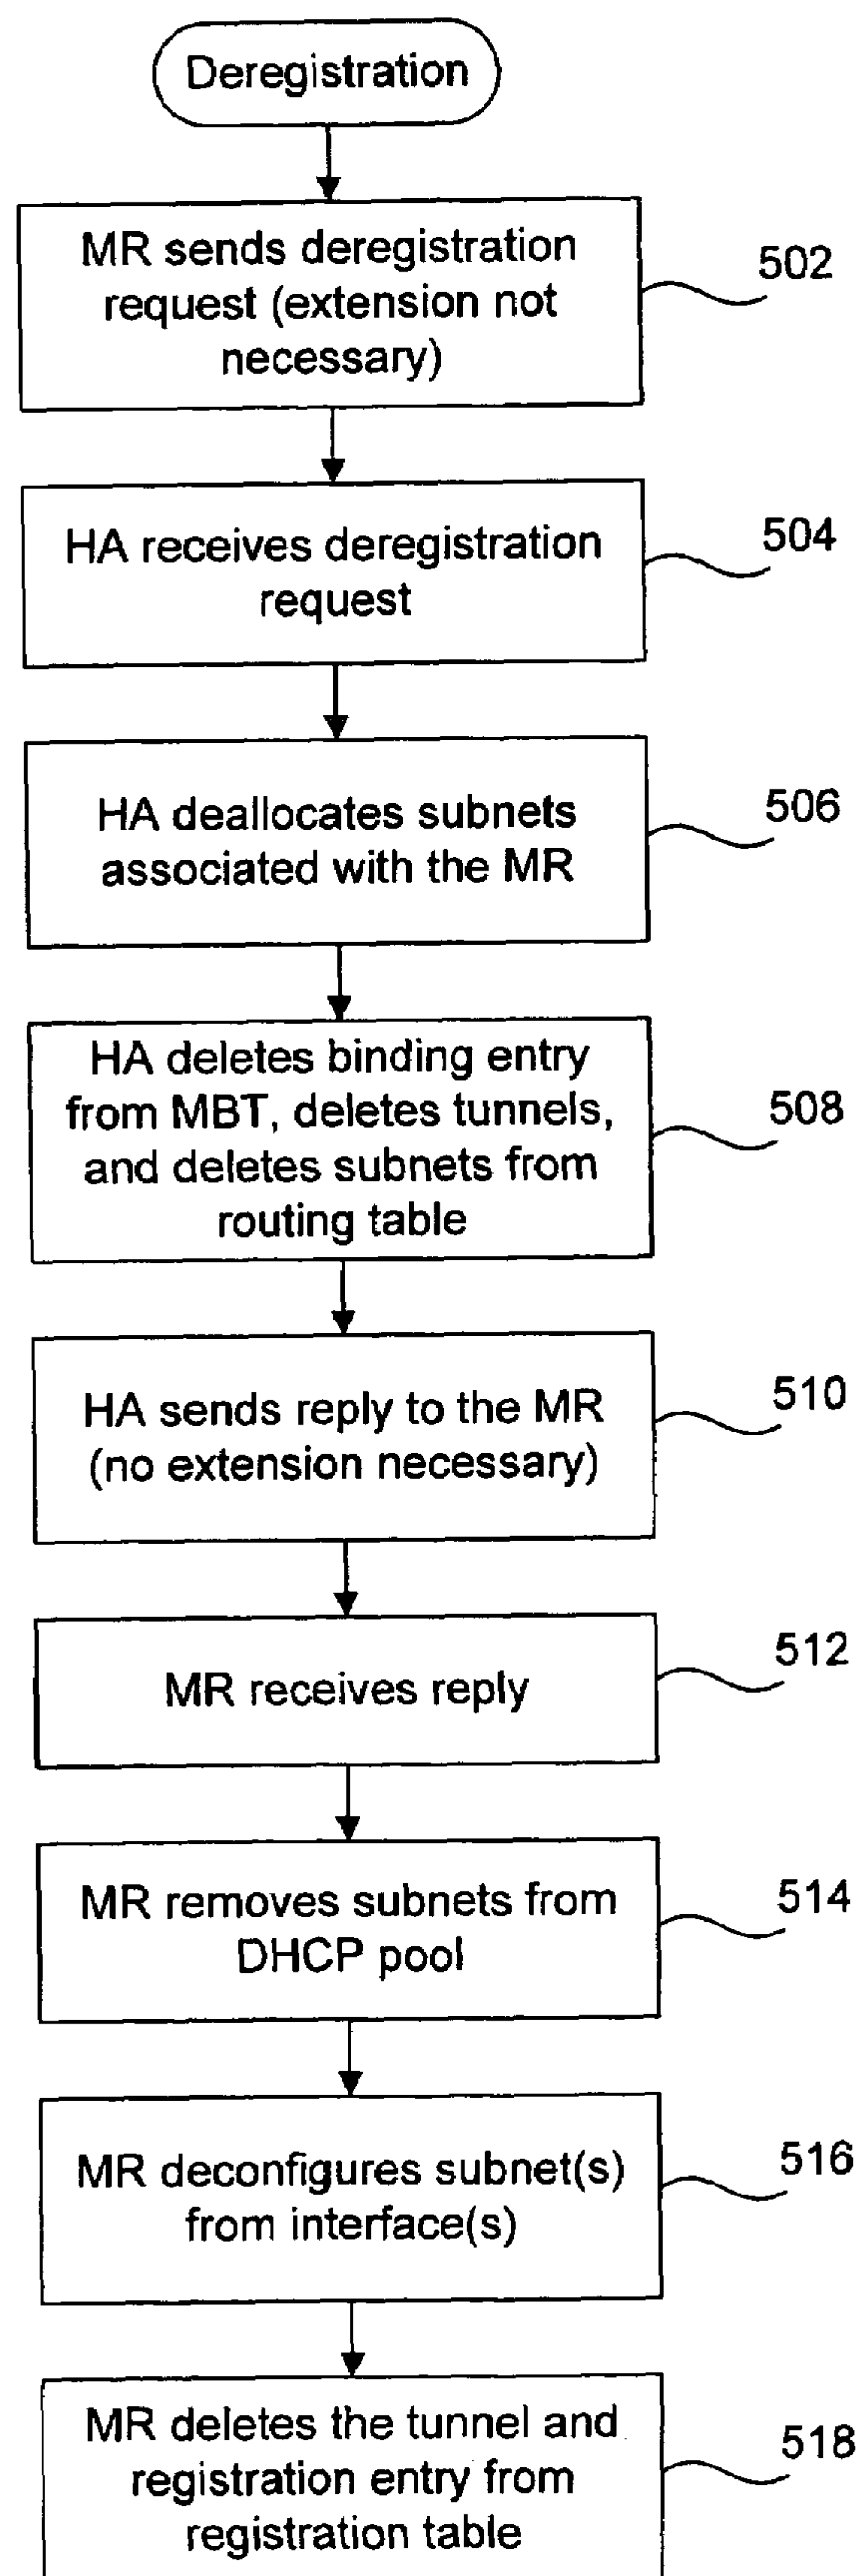 Deregistration
MR sends deregistration
request (extension not
necessary)
502
HA receives deregistration
request
504
HA deallocates subnets
associated with the MR
506
HA deletes binding entry
from MBT, deletes tunnels,
and deletes subnets from
routing table
508
HA sends reply to the MR
(no extension necessary)
510
MR receives reply
512
MR removes subnets from
DHCP pool
514
MR deconfigures subnet(s)
from interface(s)
516
MR deletes the tunnel and
registration entry from
registration table
518